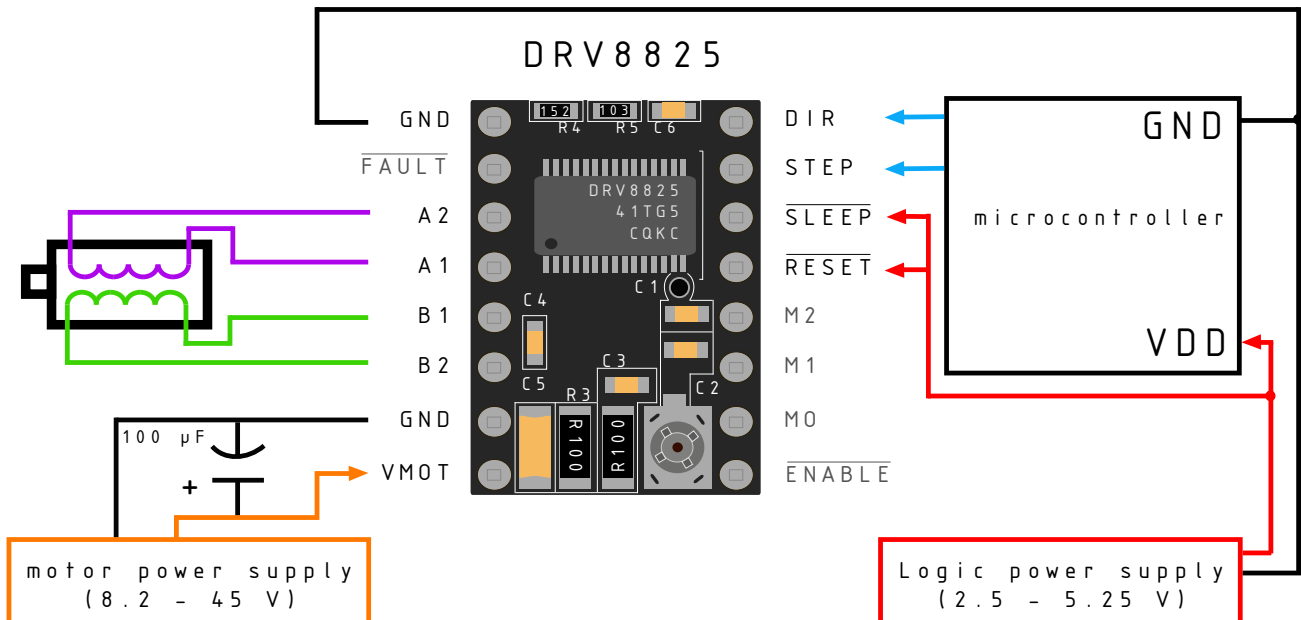 DRV8825
GND
FAULT
A2
A1
B1
B2
GND
VMOT
100 µF
+
motor power supply
(8.2 - 45 V)
152
R4
103
R5
C6
DRV8825
41TG5
CQKC
C1
C4
C5
C3
R3
C2
R100
R100
DIR
STEP
SLEEP
RESET
M2
M1
M0
ENABLE
GND
microcontroller
VDD
Logic power supply
(2.5 - 5.25 V)